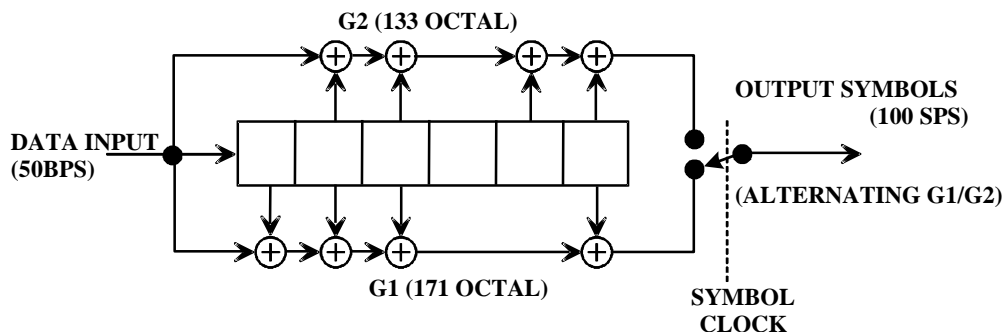 G2 (133 OCTAL)
DATA INPUT
(50BPS)
OUTPUT SYMBOLS
(100 SPS)
(ALTERNATING G1/G2)
G1 (171 OCTAL)
SYMBOL
CLOCK